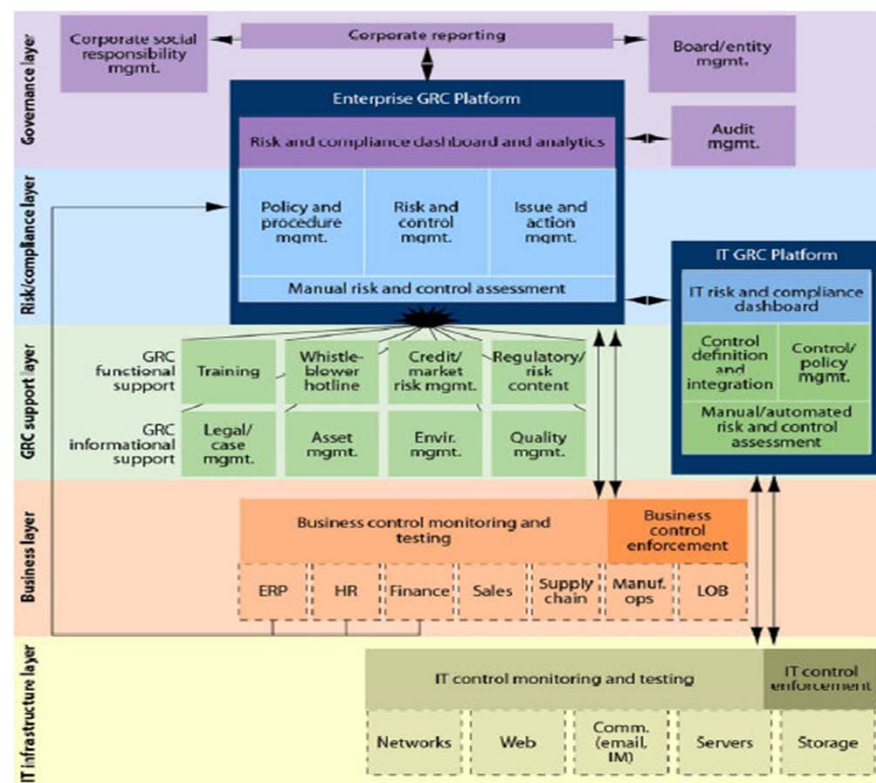 Governance layer
Corporate social
responsibility
mgmt.
Corporate reporting
Board/entity
mgmt.
Enterprise GRC Platform
Risk and compliance dashboard and analytics
Audit
mgmt.
Risk/compliance layer
Policy and
procedure
mgmt.
Risk and
control
mgmt.
Issue and
action
mgmt.
Manual risk and control assessment
IT GRC Platform
IT risk and compliance
dashboard
Control
definition
and
integration
Control/
policy
mgmt.
Manual/automated
risk and control
assessment
GRC support layer
GRC
functional
support
Training
Whistle-
blower
hotline
Credit/
market
risk mgmt.
Regulatory/
risk
content
GRC
informational
support
Legal/
case
mgmt.
Asset
mgmt.
Envir.
mgmt.
Quality
mgmt.
Business layer
Business control monitoring and
testing
Business
control
enforcement
ERP
HR
Finance
Sales
Supply
chain
Manuf.
ops
LOB
IT infrastructure layer
IT control monitoring and testing
IT control
enforcement
Networks
Web
Comm.
(email,
IM)
Servers
Storage